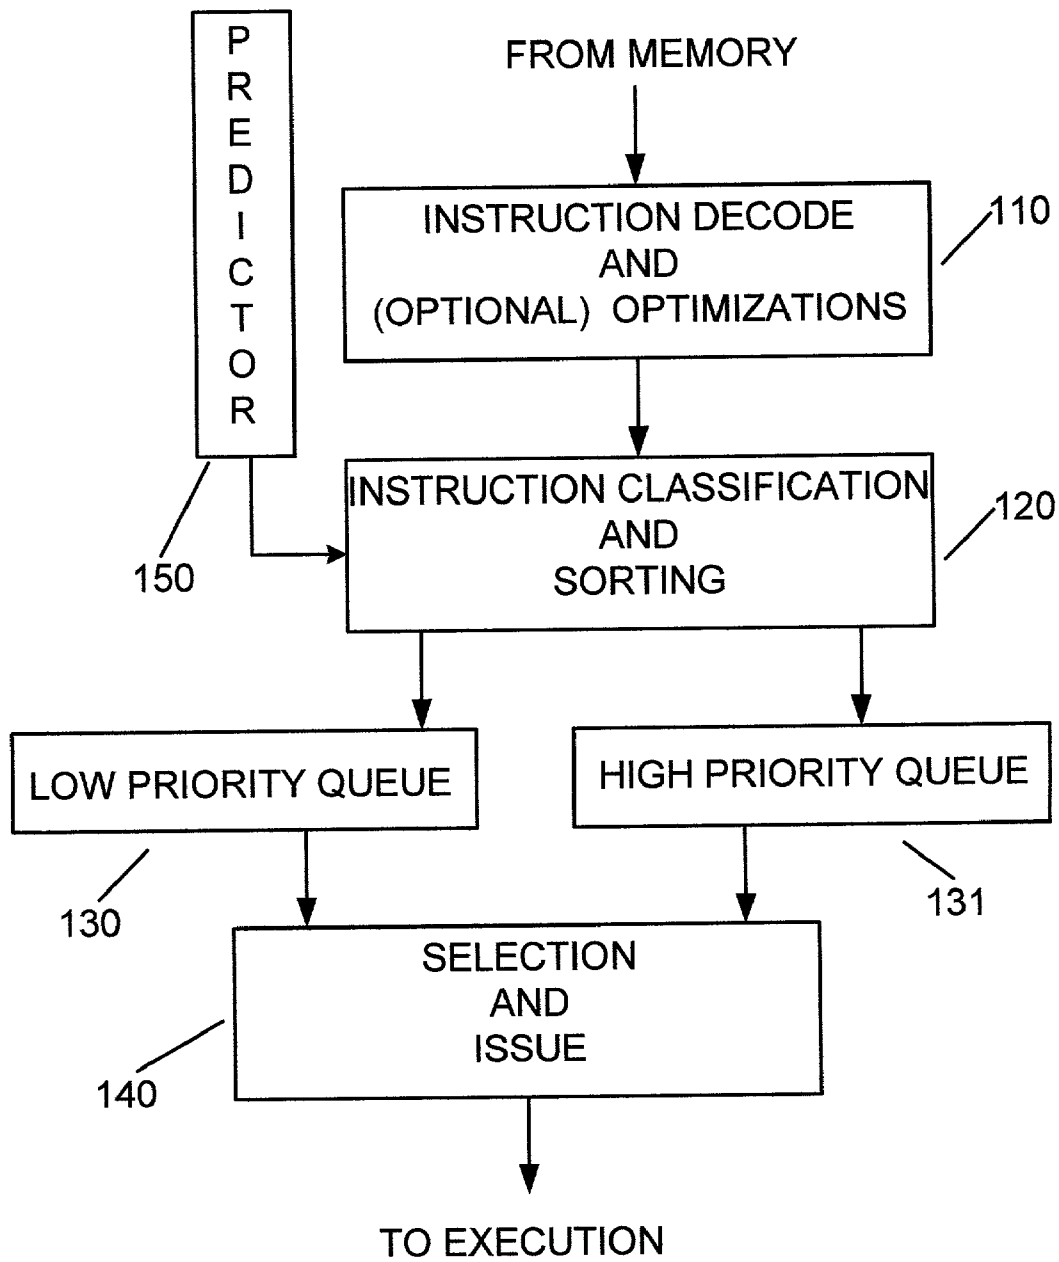 PREDICTOR
FROM MEMORY
INSTRUCTION DECODE
AND
(OPTIONAL) OPTIMIZATIONS
110
INSTRUCTION CLASSIFICATION
AND
SORTING
120
150
LOW PRIORITY QUEUE
HIGH PRIORITY QUEUE
130
131
SELECTION
AND
ISSUE
140
TO EXECUTION